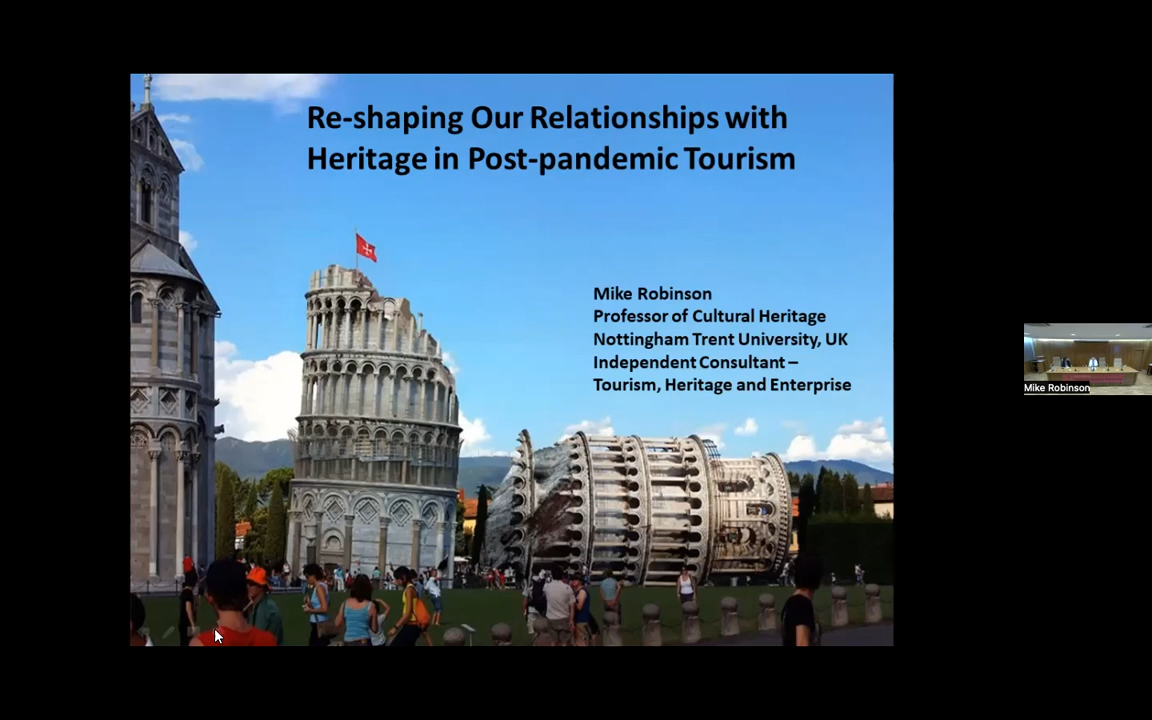 Re-shaping Our Relationships with
Heritage in Post-pandemic Tourism
Mike Robinson
Professor of Cultural Heritage
Nottingham Trent University, UK
Independent Consultant –
Tourism, Heritage and Enterprise
Mike Robinson